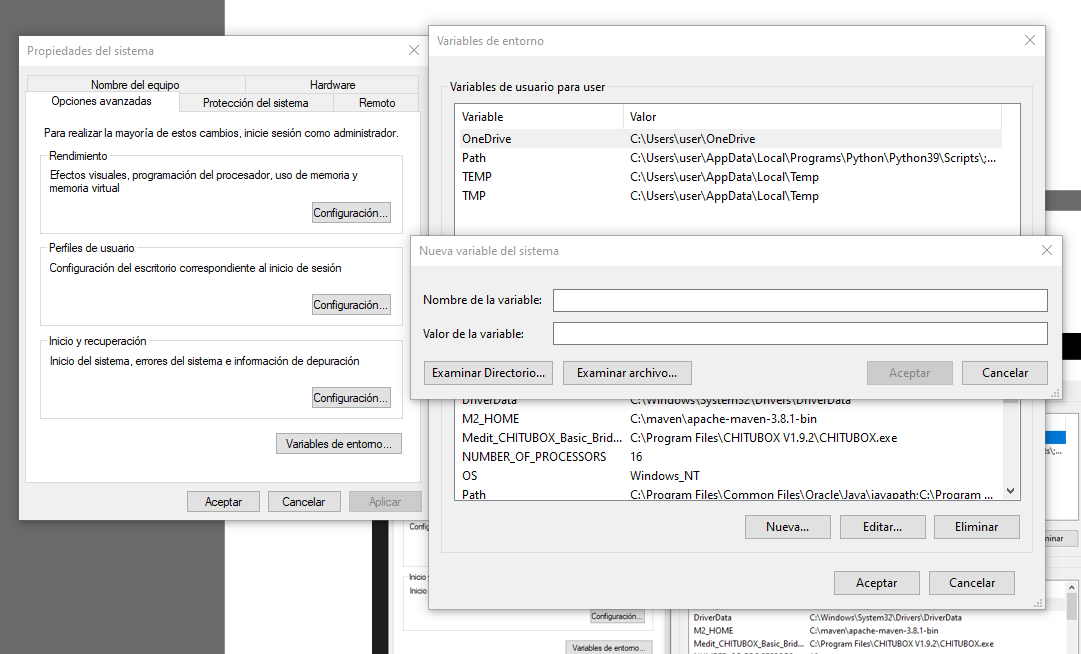 Propiedades del sistema
Nombre del equipo
Hardware
Opciones avanzadas
Protección del sistema
Remoto
Para realizar la mayoría de estos cambios, inicie sesión como administrador.
Rendimiento
Efectos visuales, programación del procesador, uso de memoria y
memoria virtual
Configuración...
Perfiles de usuario
Configuración del escritorio correspondiente al inicio de sesión
Configuración...
Inicio y recuperación
Inicio del sistema, errores del sistema e información de depuración
Configuración...
Variables de entorno...
Aceptar
Cancelar
Aplicar
Variables de entorno
Variables de usuario para user
Variable Valor
OneDrive C:\Users\user\OneDrive
Path C:\Users\user\AppData\Local\Programs\Python\Python39\Scripts\;...
TEMP C:\Users\user\AppData\Local\Temp
TMP C:\Users\user\AppData\Local\Temp
Nueva variable del sistema
Nombre de la variable:
Valor de la variable:
Examinar Directorio...
Examinar archivo...
Aceptar
Cancelar
DriverData C:\Windows\System32\Drivers\DriverData
M2_HOME C:\maven\apache-maven-3.8.1-bin
Medit_CHITUBOX_Basic_Brid... C:\Program Files\CHITUBOX V1.9.2\CHITUBOX.exe
NUMBER_OF_PROCESSORS 16
OS Windows_NT
Path C:\Program Files\Common Files\Oracle\Java\javapath;C:\Program ...
Nueva...
Editar...
Eliminar
Aceptar
Cancelar
ts\;...
minar
Config
Inicio y
Inicio
Configuración...
Variables de entorno...
DriverData C:\Windows\System32\Drivers\DriverData
M2_HOME C:\maven\apache-maven-3.8.1-bin
Medit_CHITUBOX_Basic_Brid... C:\Program Files\CHITUBOX V1.9.2\CHITUBOX.exe